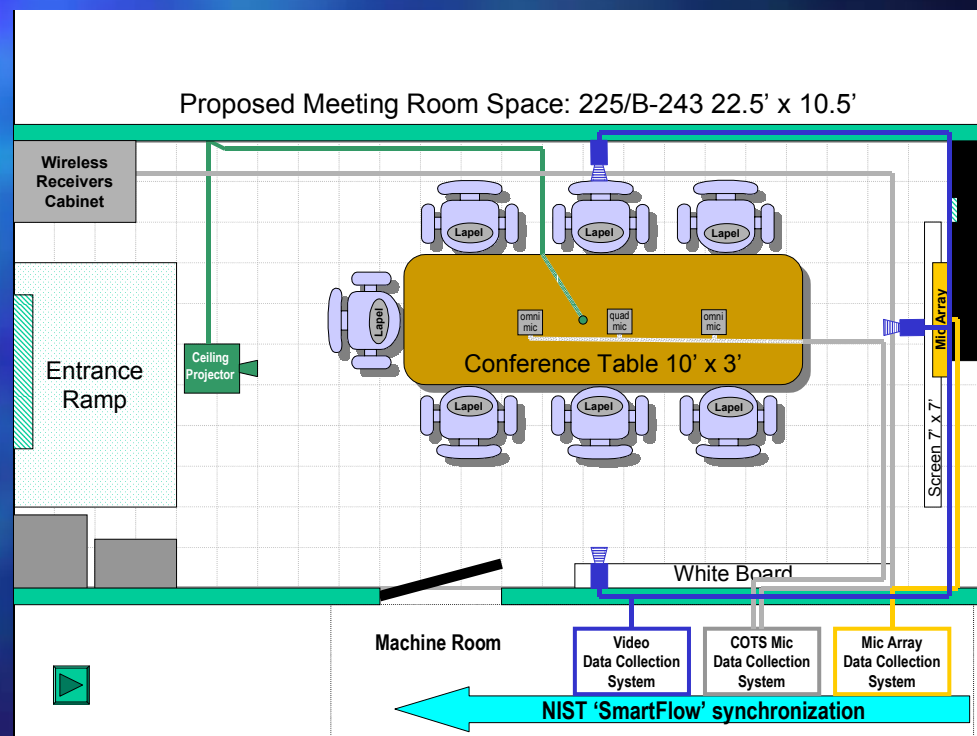 Proposed Meeting Room Space: 225/B-243 22.5’ x 10.5’
Wireless
Receivers
Cabinet
Lapel
Lapel
Lapel
Lapel
omni
mic
quad
mic
omni
mic
Mic Array
Ceiling
Projector
Entrance
Ramp
Conference Table 10’ x 3’
Lapel
Lapel
Lapel
Screen 7’ x 7’
White Board
Machine Room
Video
Data Collection
System
COTS Mic
Data Collection
System
Mic Array
Data Collection
System
NIST ‘SmartFlow’ synchronization